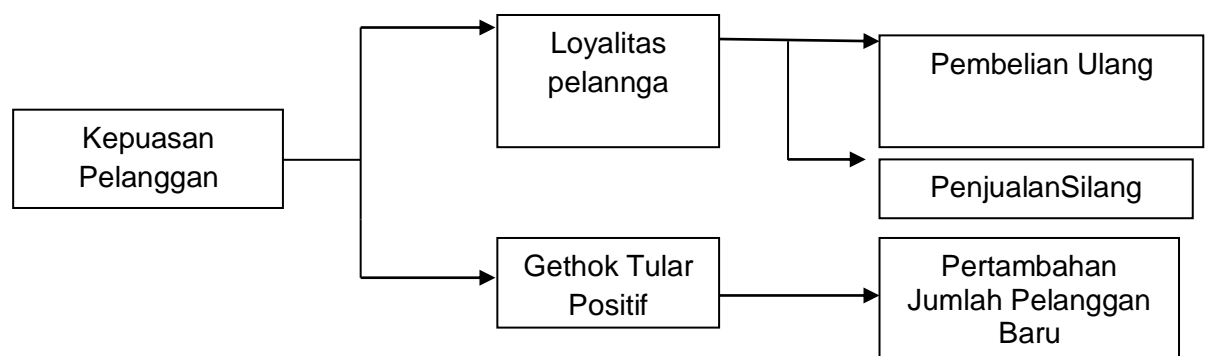 Kepuasan
Pelanggan
Loyalitas
pelannga
Pembelian Ulang
PenjualanSilang
Gethok Tular
Positif
Pertambahan
Jumlah Pelanggan
Baru